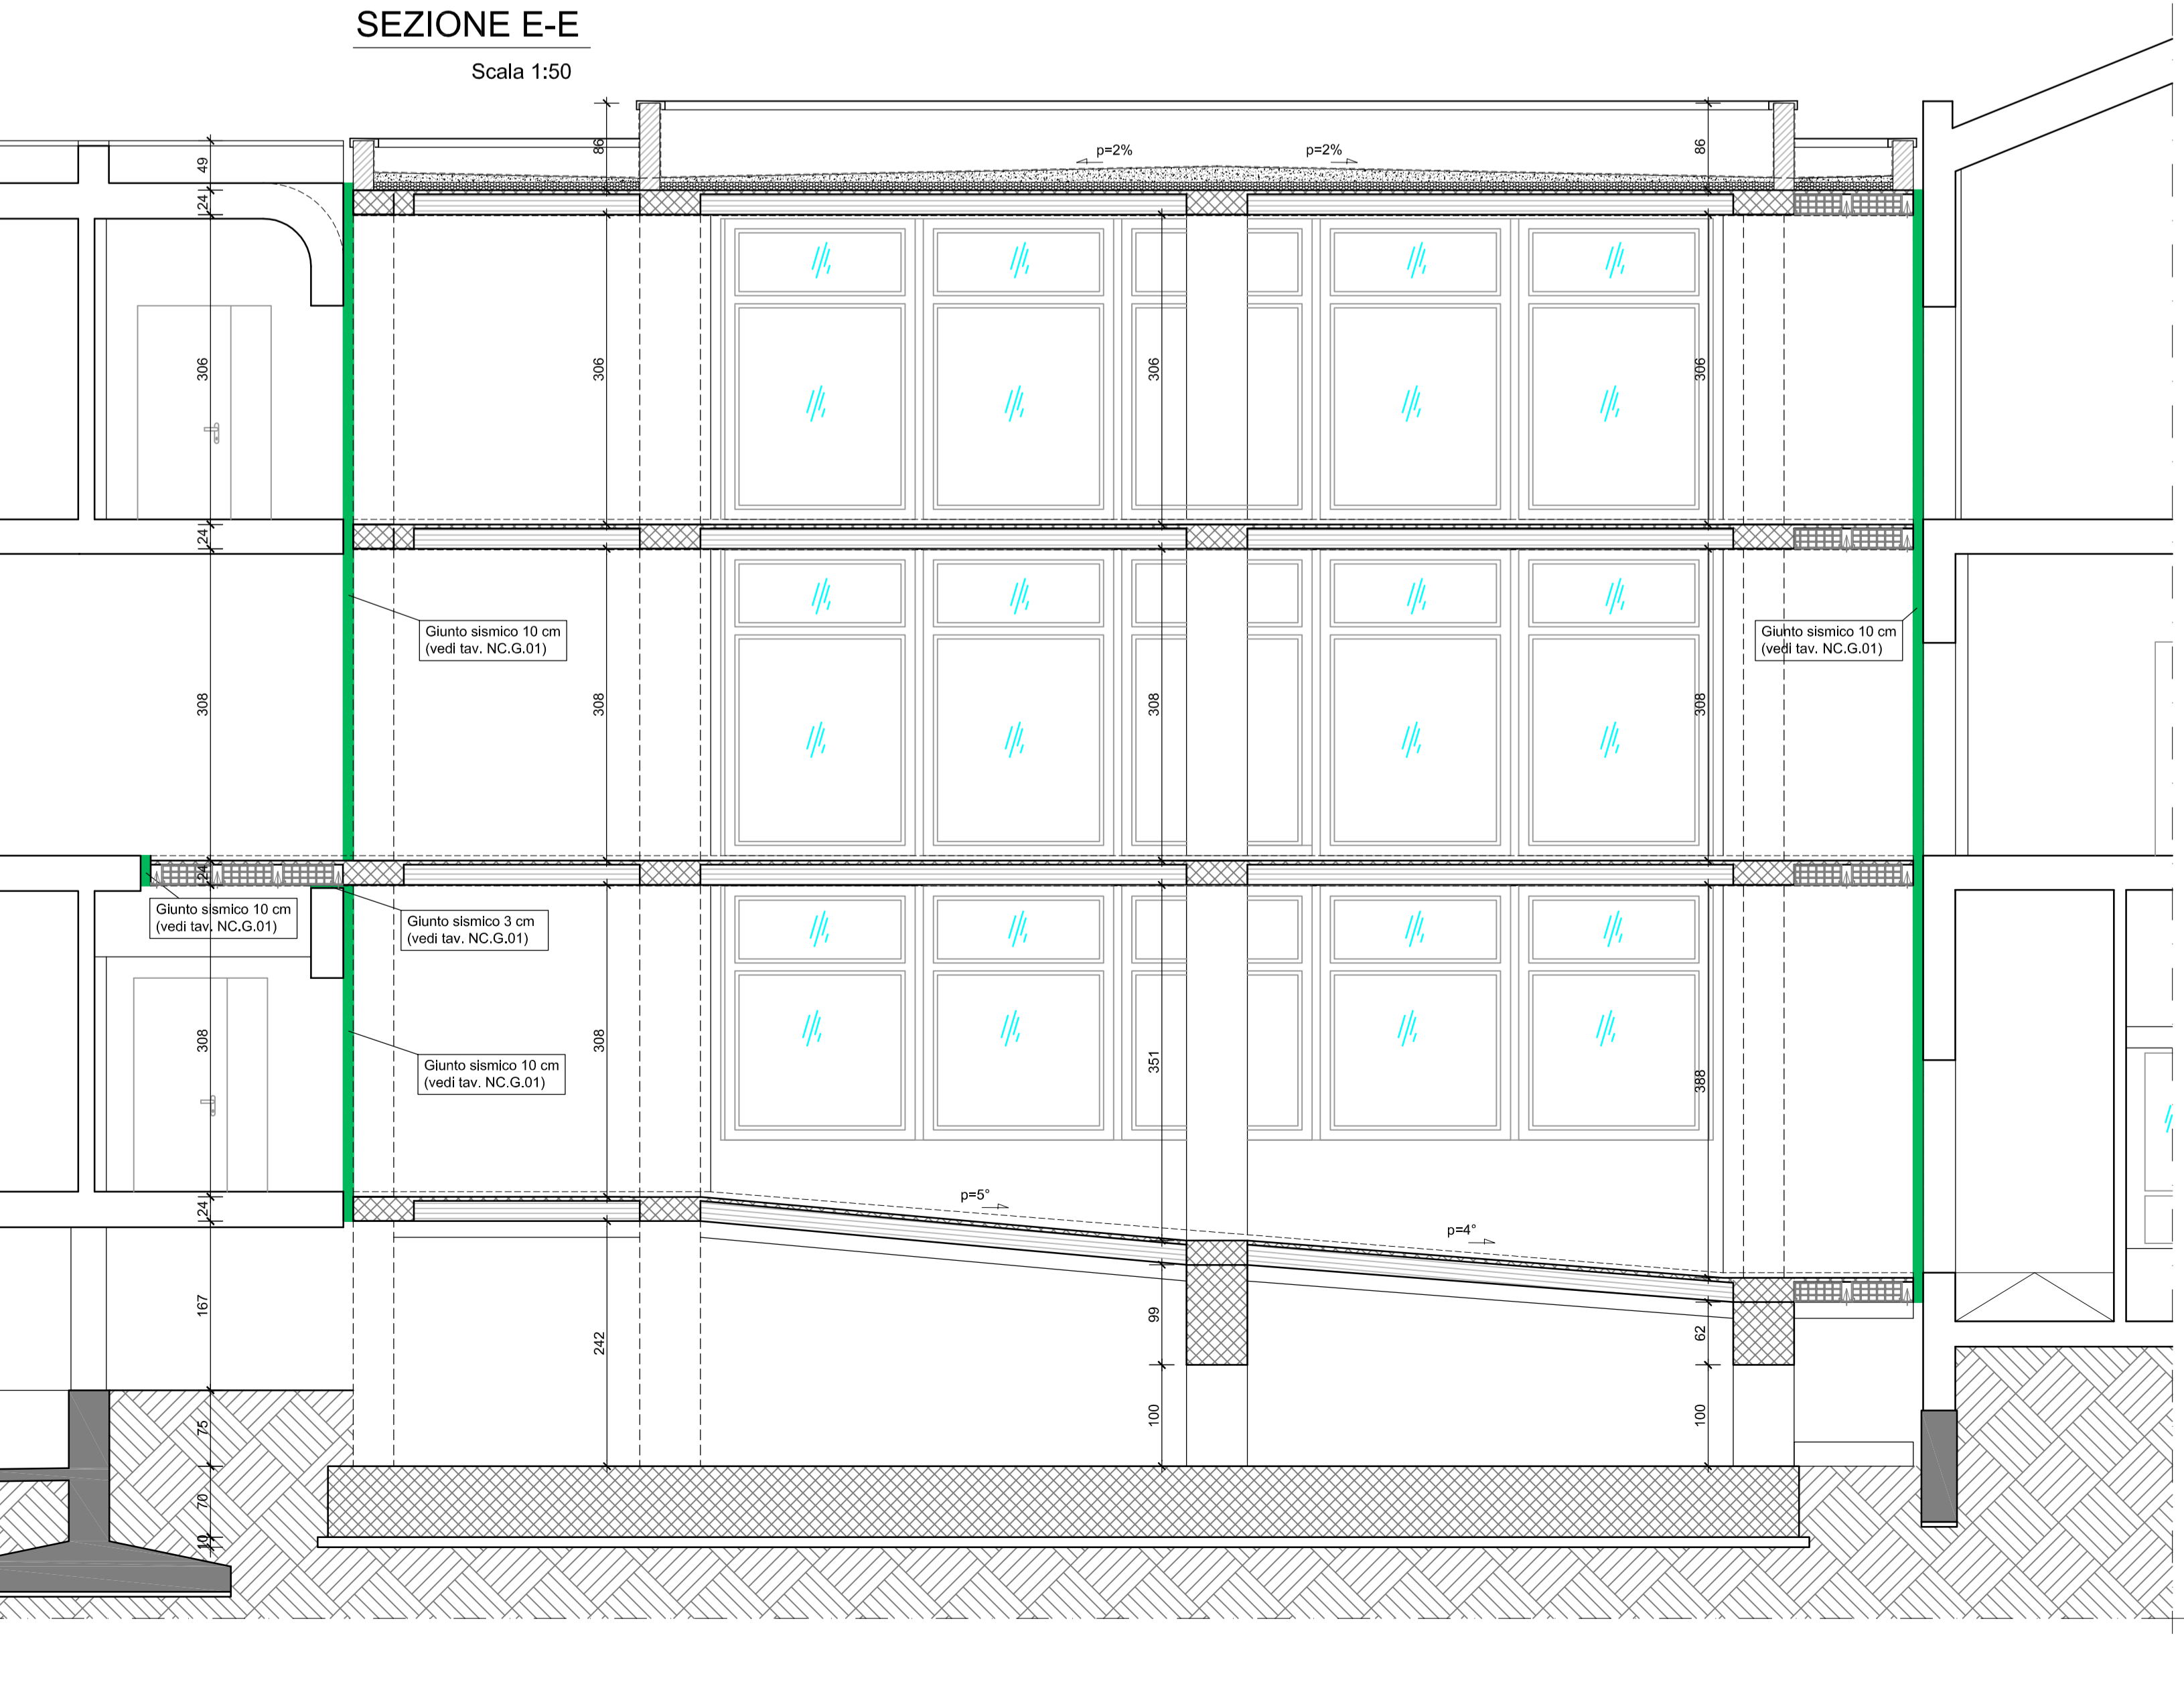 SEZIONE E-E
Scala 1:50
86
86
49
p=2%
p=2%
24
306
306
306
306
24
Giunto sismico 10 cm
(vedi tav. NC.G.01)
Giunto sismico 10 cm
(vedi tav. NC.G.01)
308
308
308
308
24
Giunto sismico 10 cm
(vedi tav. NC.G.01)
Giunto sismico 3 cm
(vedi tav. NC.G.01)
308
308
351
388
Giunto sismico 10 cm
(vedi tav. NC.G.01)
24
p=5°
p=4°
167
242
99
62
75
100
100
70
10